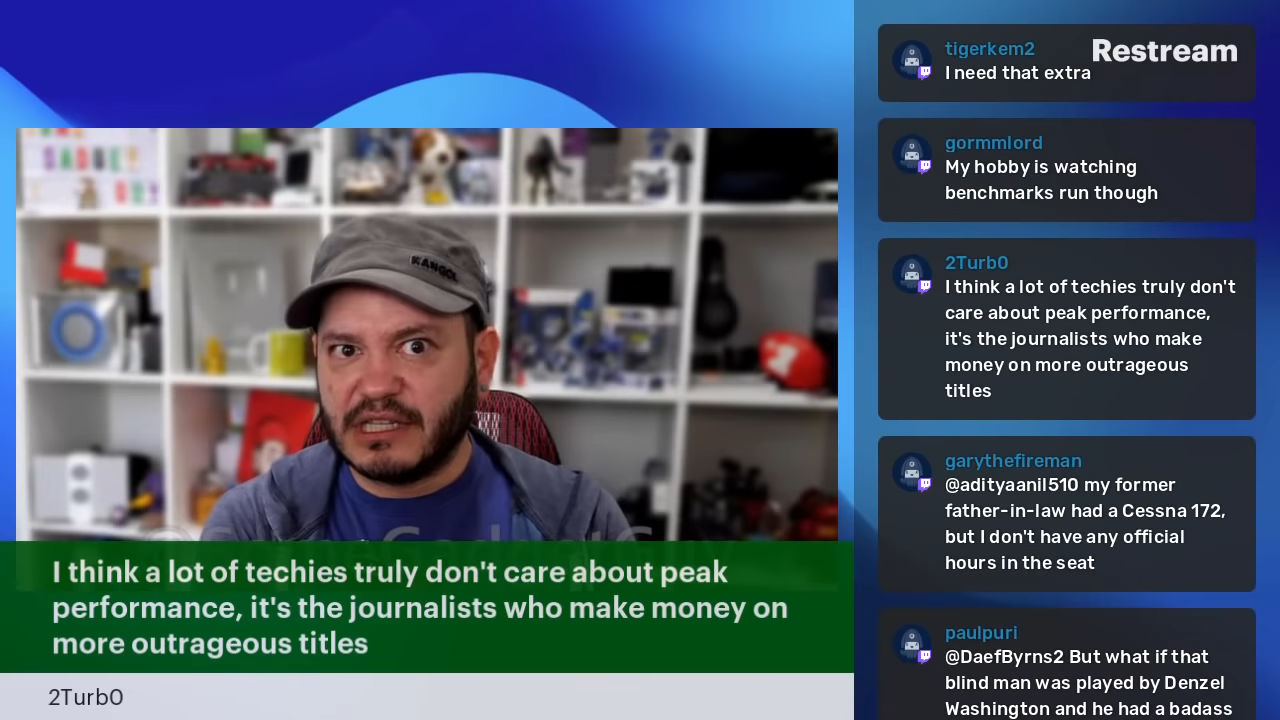 GADGET
GUY
KANGOL
I think a lot of techies truly don't care about peak
performance, it's the journalists who make money on
more outrageous titles
2Turb0
Restream
tigerkem2
I need that extra
gormmlord
My hobby is watching
benchmarks run though
2Turb0
I think a lot of techies truly don't
care about peak performance,
it's the journalists who make
money on more outrageous
titles
garythefireman
@adityaanil510 my former
father-in-law had a Cessna 172,
but I don't have any official
hours in the seat
paulpuri
@DaefByrns2 But what if that
blind man was played by Denzel
Washington and he had a badass